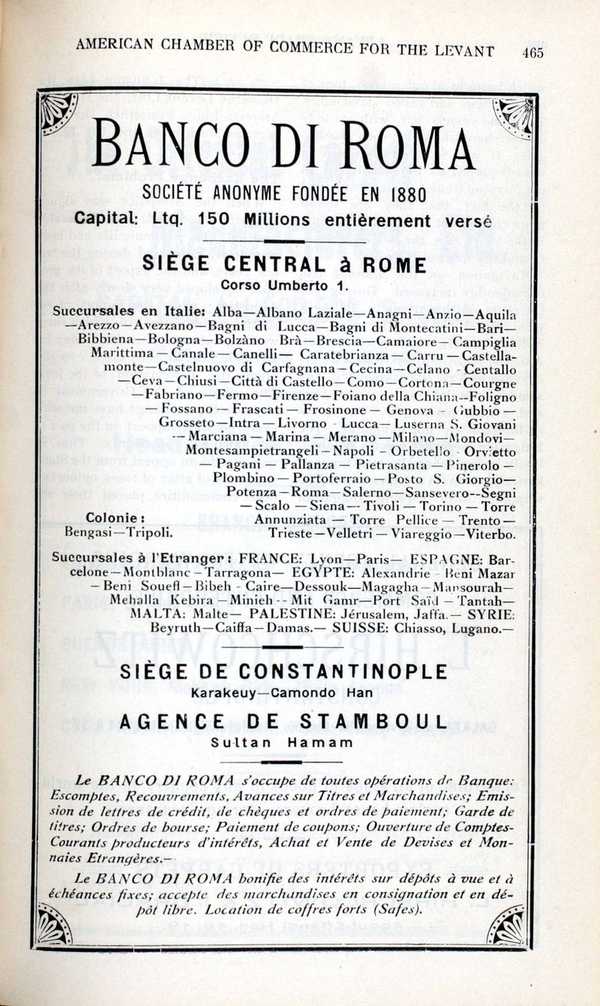 AMERICAN CHAMBER OF COMMERCE FOR THE LEVANT 465
BANCO DI ROMA
SOCIÉTÉ ANONYME FONDÉE EN 1880
Capital: Ltq. 150 Millions entièrement versé
SIÈGE CENTRAL à ROME
Corso Umberto 1.
Succursales en Italie: Alba—Albano Laziale—Anagni—Anzio—Aquila
—Arezzo—Avezzano—Bagni di Lucca—Bagni di Montecatini—Bari—
Bibbiena—Bologna—Bolzàno Brà—Brescia—Camaiore—Campiglia
Marittima—Canale—Canelli—Caratebrianza—Carru—Castella-
monte—Castelnuovo di Carfagnana—Cecina—Celano-Centallo
—Ceva—Chiusi—Città di Castello—Como—Cortona—Courgne
—Fabriano—Fermo—Firenze—Foiano della Chiana--Foligno
—Fossano—Frascati—Frosinone—Genova-Gubbio—
Grosseto—Intra—Livorno-Lucca—Luserna S. Giovani
--Marciana—Marina—Merano—Milano—Mondovi—
Montesampietrangeli-Napoli-Orbetello-Orvietto
—Pagani—Pallanza—Pietrasanta—Pinerolo—
Plombino—Portoferraio—Posto S. Giorgio—
Potenza—Roma—Salerno—Sansevero--Segni
—Scalo—Siena--Tivoli—Torino—Torre
Colonie: Annunziata—Torre Pellice—Trento—
Bengasi—Tripoli. Trieste—Velletri—Viareggio—Viterbo.
Succursales à l'Etranger: FRANCE: Lyon—Paris—ESPAGNE: Bar-
celone—Montblanc-Tarragona—EGYPTE: Alexandrie-Beni Mazar
-Beni Soueft—Bibeh-Caire—Dessouk—Magagha—Mansourah—
Mehalla Kebira-Minieh--Mit Gamr—Port Saïd—Tantah—
MALTA: Malte—PALESTINE: Jérusalem, Jaffa.—SYRIE:
Beyruth—Caiffa—Damas.—SUISSE: Chiasso, Lugano.—
SIÈGE DE CONSTANTINOPLE
Karakeuy—Camondo Han
AGENCE DE STAMBOUL
Sultan Hamam
Le BANCO DI ROMA s'occupe de toutes opérations de Banque:
Escomptes, Recouvrements, Avances sur Titres et Marchandises; Emis-
sion de lettres de crédit, de chèques et ordres de paiement; Garde de
titres; Ordres de bourse; Paiement de coupons; Ouverture de Comptes-
Courants producteurs d'intérêts, Achat et Vente de Devises et Mon-
naies Etrangères.—
Le BANCO DI ROMA bonifie des intérêts sur dépôts à vue et à
échéances fixes; accepte des marchandises en consignation et en dé-
pôt libre. Location de coffres forts (Safes).